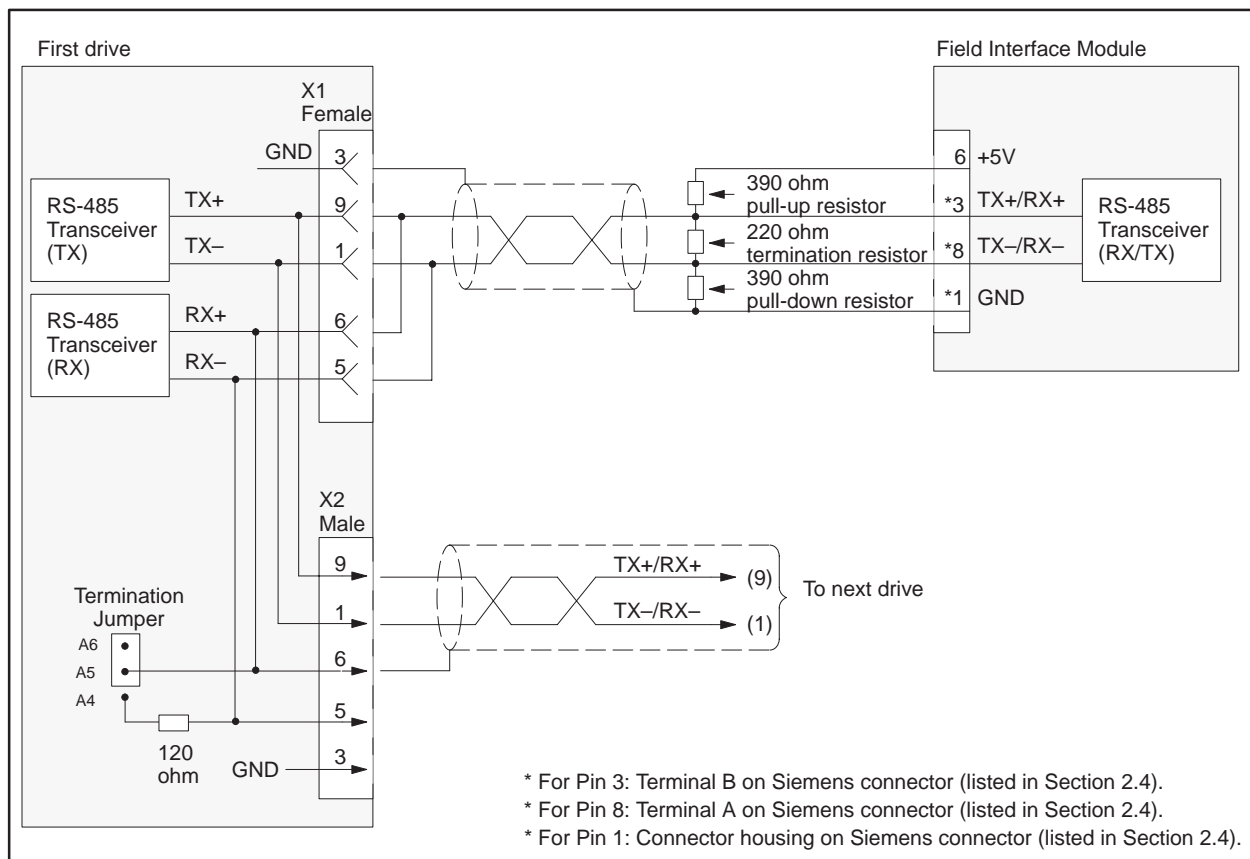 First drive
Field Interface Module
X1
Female
GND
3
6
+5V
390 ohm
pull-up resistor
RS-485
Transceiver
(TX)
TX+
9
*3
TX+/RX+
RS-485
Transceiver
(RX/TX)
220 ohm
termination resistor
TX–
1
*8
TX–/RX–
390 ohm
pull-down resistor
*1
GND
RS-485
Transceiver
(RX)
RX+
6
RX–
5
X2
Male
9
TX+/RX+
(9)
To next drive
Termination
Jumper
1
TX–/RX–
(1)
A6
A5
A4
6
5
120
ohm
GND
3
* For Pin 3: Terminal B on Siemens connector (listed in Section 2.4).
* For Pin 8: Terminal A on Siemens connector (listed in Section 2.4).
* For Pin 1: Connector housing on Siemens connector (listed in Section 2.4).